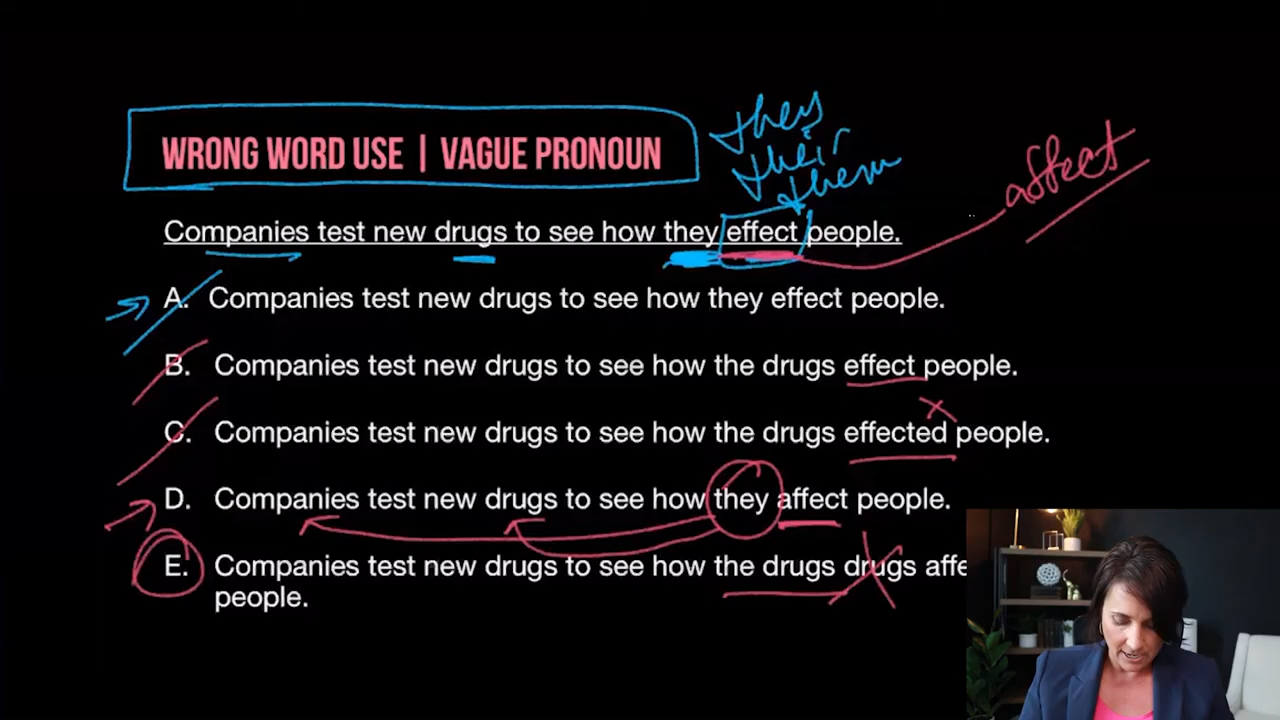 they
their
them
affect
WRONG WORD USE | VAGUE PRONOUN
Companies test new drugs to see how they effect people.
A. Companies test new drugs to see how they effect people.
B. Companies test new drugs to see how the drugs effect people.
C. Companies test new drugs to see how the drugs effected people.
D. Companies test new drugs to see how they affect people.
E. Companies test new drugs to see how the drugs drugs affe
people.